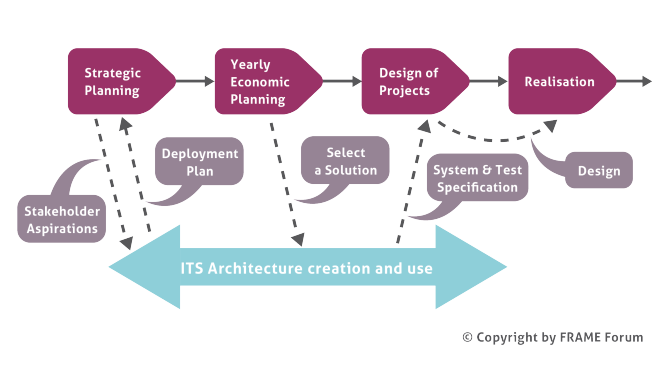 Strategic
Planning
Yearly
Economic
Planning
Design of
Projects
Realisation
Deployment
Plan
Select
a Solution
System & Test
Specification
Design
Stakeholder
Aspirations
ITS Architecture creation and use
© Copyright by FRAME Forum